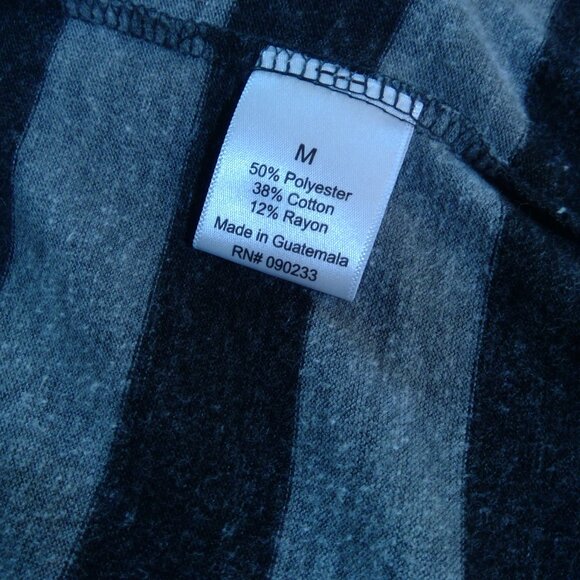 M
50% Polyester
38% Cotton
12% Rayon
Made in Guatemala
RN# 090233